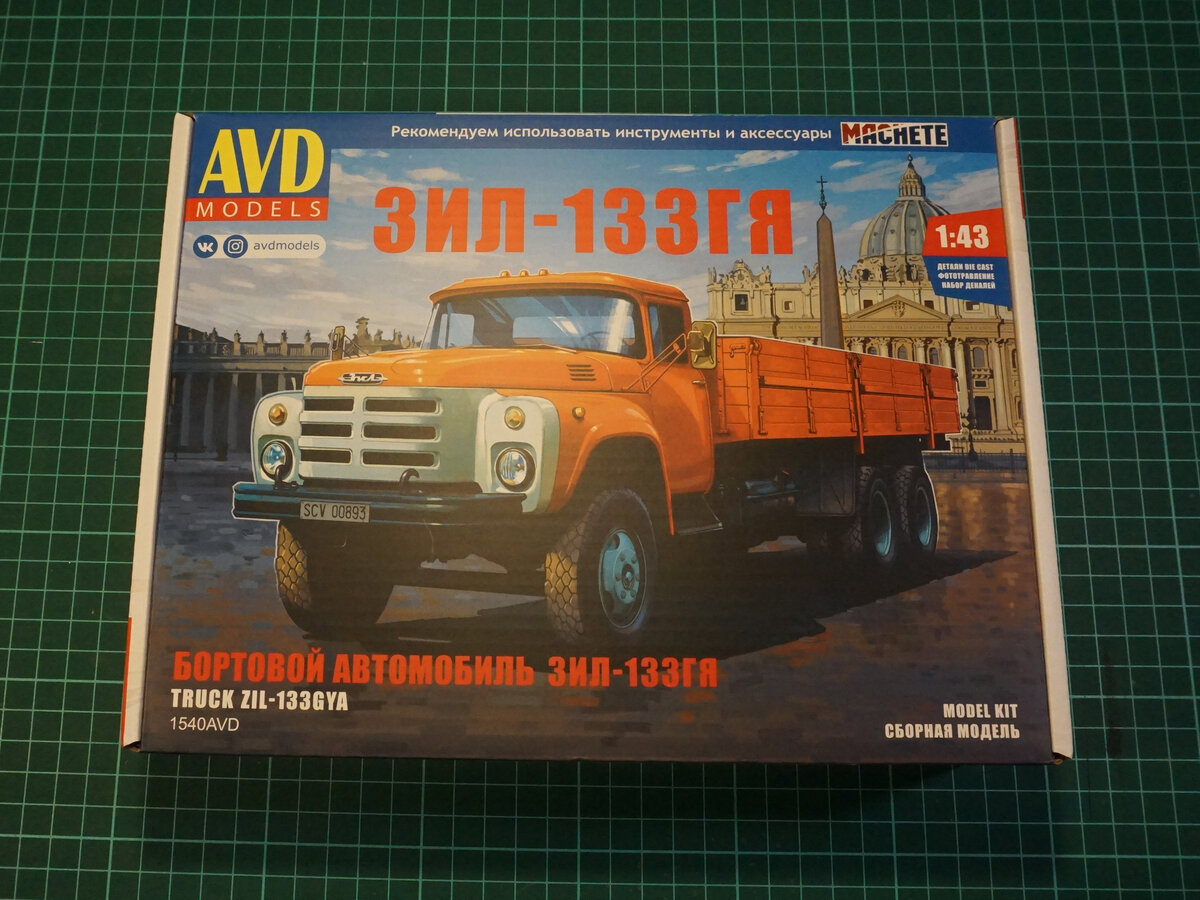 Рекомендуем использовать инструменты и аксессуары MACHETE
AVD
MODELS
avdmodels
ЗИЛ-133ГЯ
1:43
ДЕТАЛИ DIE CAST
ФОТОТРАВЛЕНИЕ
НАБОР ДЕКАЛЕЙ
ЗИЛ
SCV 00893
БОРТОВОЙ АВТОМОБИЛЬ ЗИЛ-133ГЯ
TRUCK ZIL-133GYA
1540AVD
MODEL KIT
СБОРНАЯ МОДЕЛЬ